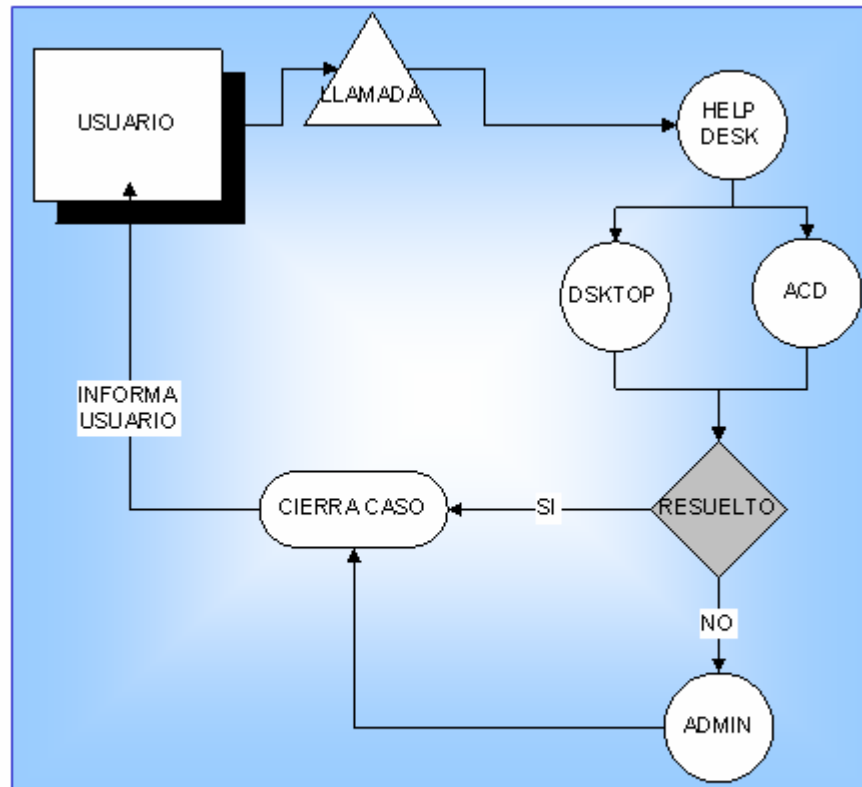 USUARIO
LLAMADA
HELP
DESK
DSKTOP
ACD
RESUELTO
SI
CIERRA CASO
INFORMA
USUARIO
NO
ADMIN